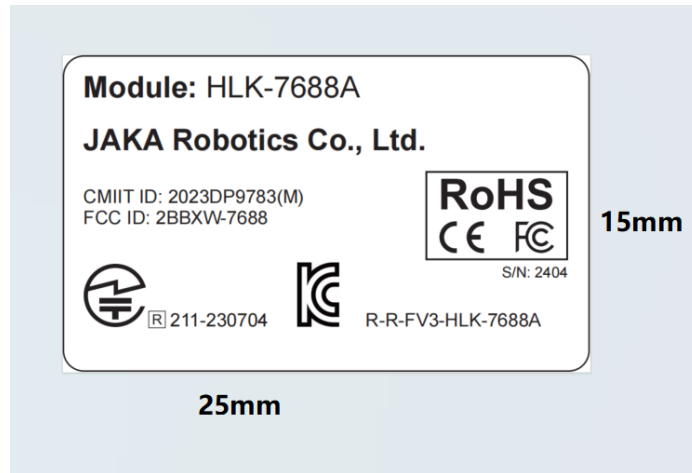 Module: HLK-7688A
JAKA Robotics Co., Ltd.
CMIIT ID: 2023DP9783(M)
FCC ID: 2BBXW-7688
RoHS
CE FC
15mm
S/N: 2404
R 211-230704
KC
R-R-FV3-HLK-7688A
25mm